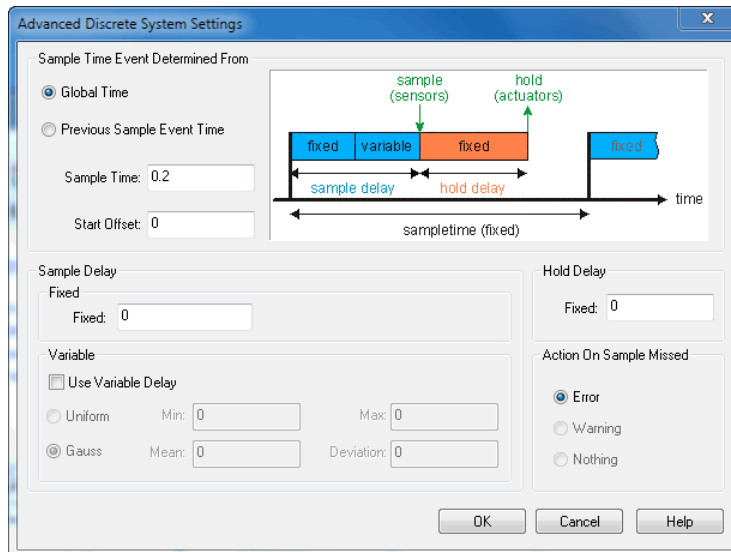 Advanced Discrete System Settings
x
Sample Time Event Determined From
Global Time
Previous Sample Event Time
Sample Time: 0.2
Start Offset: 0
sample
(sensors)
hold
(actuators)
fixed variable fixed fixed
sample delay hold delay
time
sampletime (fixed)
Sample Delay
Fixed
Fixed: 0
Hold Delay
Fixed: 0
Variable
Use Variable Delay
Uniform Min: 0 Max: 0
Gauss Mean: 0 Deviation: 0
Action On Sample Missed
Error
Warning
Nothing
OK Cancel Help